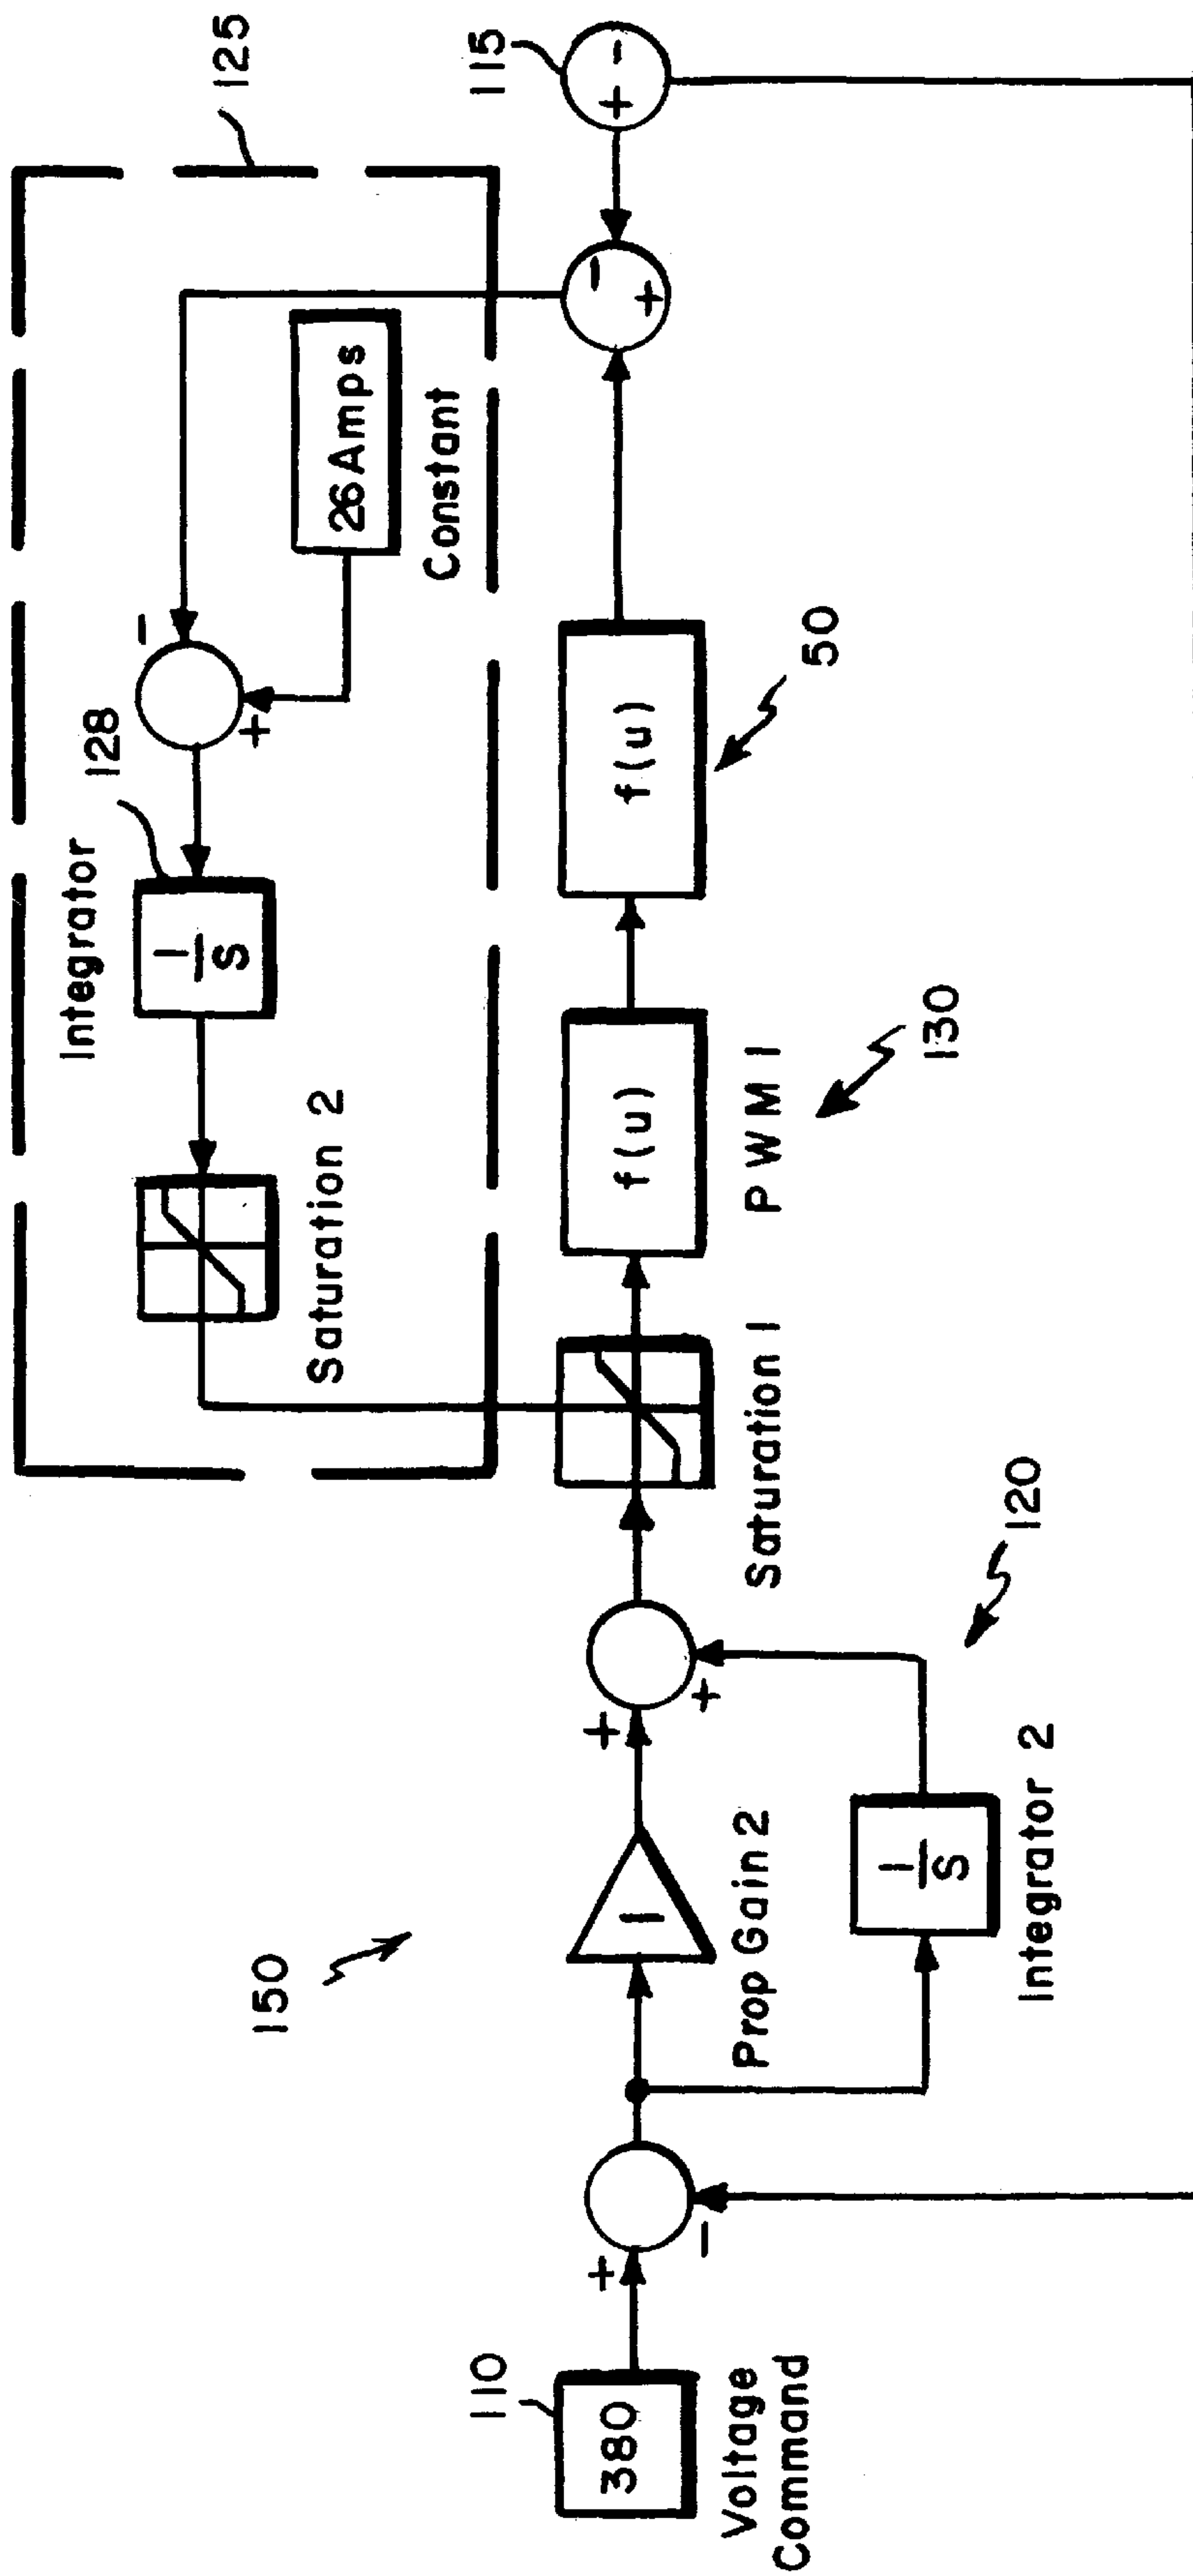 125
115
Integrator
128
1
S
-
+
26 Amps
Constant
Saturation 2
-
+
+ -
50
f(u)
f(u)
PWM 1
130
Saturation 1
150
+
+
1
Prop Gain 2
120
1
S
Integrator 2
110
380
+
-
Voltage
Command